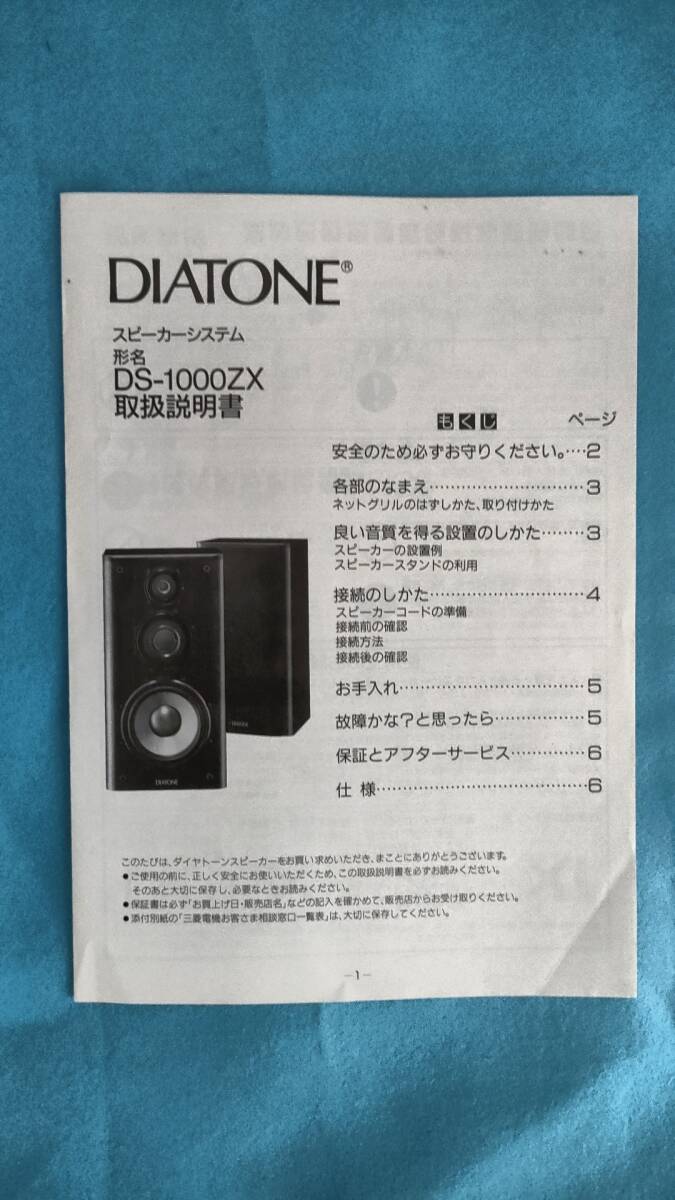 DIATONE®
スピーカーシステム
形名
DS-1000ZX
取扱説明書
もくじ ページ
安全のため必ずお守りください。‥‥2
各部のなまえ…………………………3
ネットグリルのはずしかた、取り付けかた
良い音質を得る設置のしかた………3
スピーカーの設置例
スピーカースタンドの利用
接続のしかた…………………………4
スピーカーコードの準備
接続前の確認
接続方法
接続後の確認
お手入れ………………………………5
故障かな?と思ったら………………5
保証とアフターサービス……………6
仕 様…………………………………6
DIATONE
このたびは、ダイヤトーンスピーカーをお買い求めいただき、まことにありがとうございます。
●ご使用の前に、正しく安全にお使いいただくため、この取扱説明書を必ずお読みください。
そのあと大切に保存し、必要なときお読みください。
●保証書は必ず「お買上げ日・販売店名」などの記入を確かめて、販売店からお受け取りください。
●添付別紙の「三菱電機お客さま相談窓口一覧表」は、大切に保存してください。
－1－